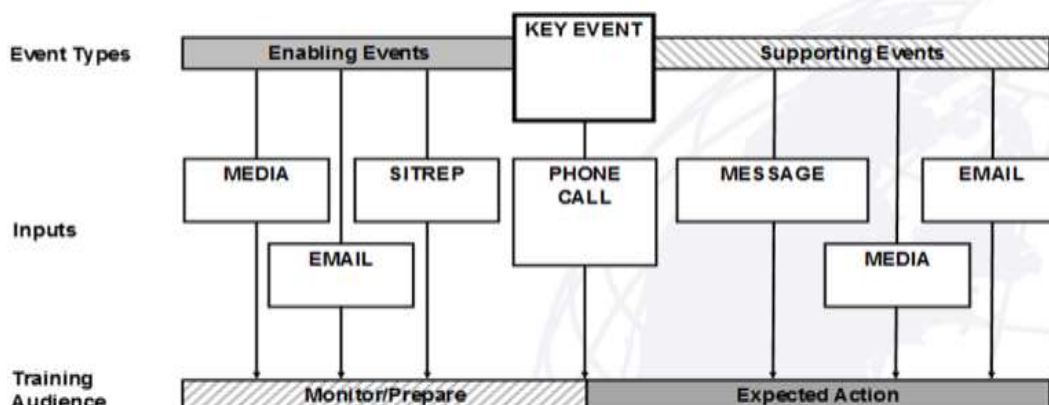 KEY EVENT
Event Types
Enabling Events
Supporting Events
MEDIA
SITREP
PHONE
CALL
MESSAGE
EMAIL
Inputs
EMAIL
MEDIA
Training
Audience
Monitor/Prepare
Expected Action